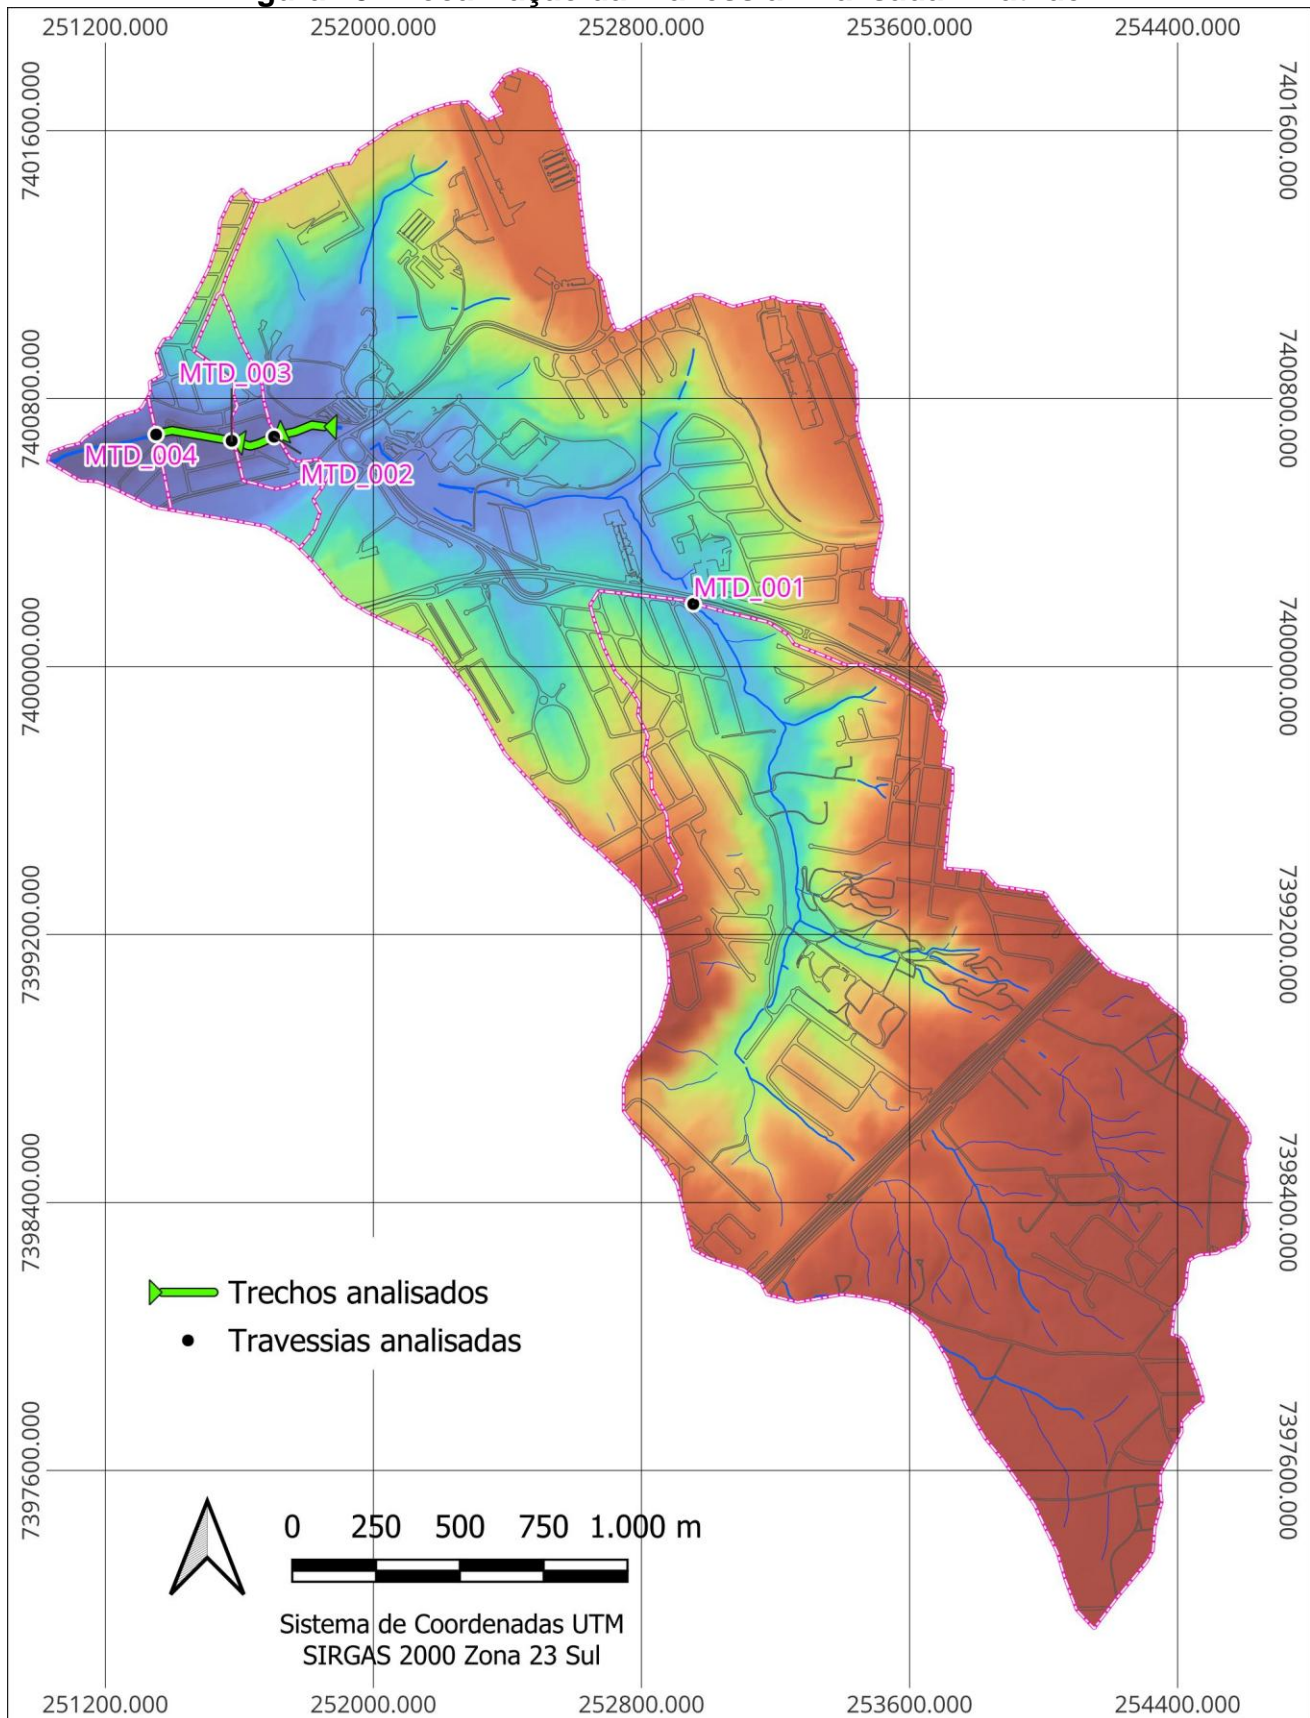 251200.000 252000.000 252800.000 253600.000 254400.000
7401600.000 7401600.000
7400800.000 7400800.000
MTD_003
MTD_004
MTD_002
MTD_001
7400000.000 7400000.000
7399200.000 7399200.000
7398400.000 7398400.000
Trechos analisados
Travessias analisadas
7397600.000 7397600.000
0 250 500 750 1.000 m
Sistema de Coordenadas UTM
SIRGAS 2000 Zona 23 Sul
251200.000 252000.000 252800.000 253600.000 254400.000